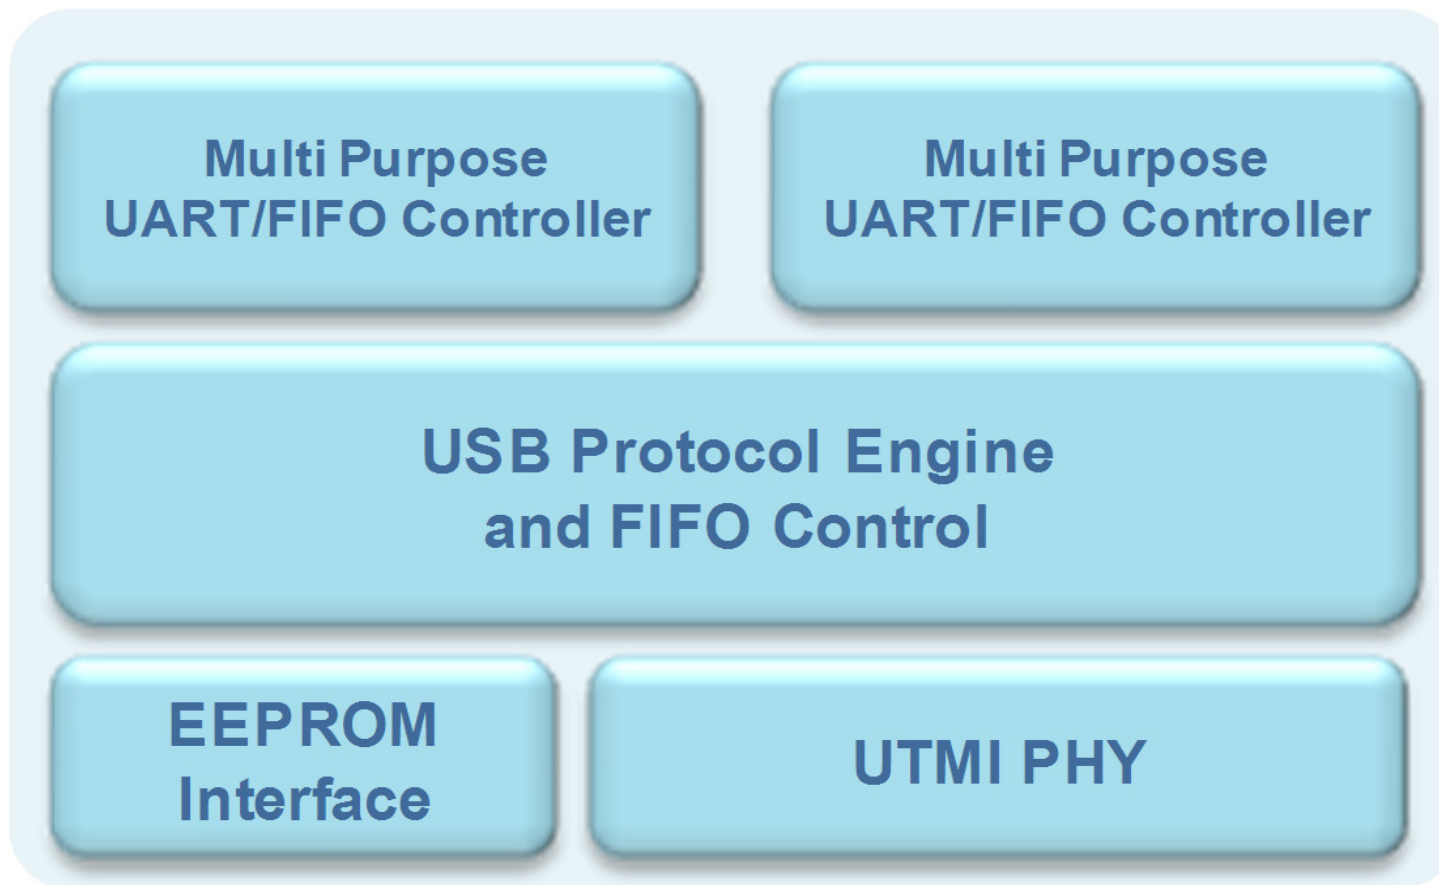 Multi Purpose
UART/FIFO Controller
Multi Purpose
UART/FIFO Controller
USB Protocol Engine
and FIFO Control
EEPROM
Interface
UTMI PHY